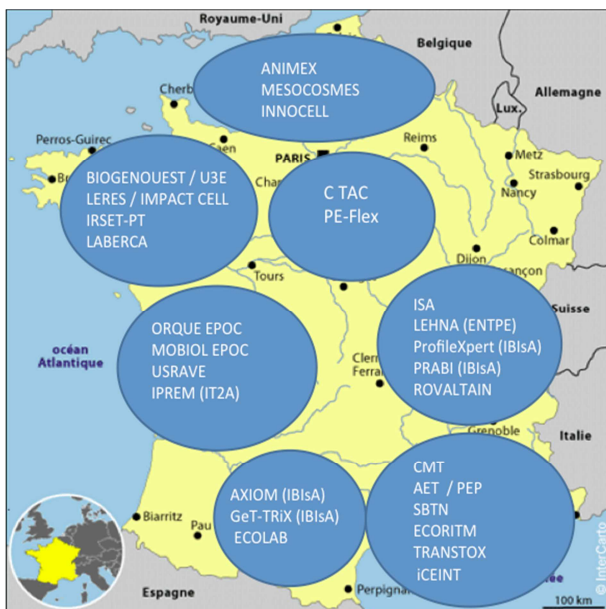 Royaume-Uni
Belgique
Allemagne
Lux.
ANIMEX
MESOCOSMES
INNOCELL
Cherb
Perros-Guirec
Caen
PARIS
Reims
Metz
Strasbourg
Nancy
Colmar
BIOGENOUEST / U3E
LERES / IMPACT CELL
IRSET-PT
LABERCA
C TAC
PE-Flex
Tours
Dijon
Suisse
océan
Atlantique
ORQUE EPOC
MOBIOL EPOC
USRAVE
IPREM (IT2A)
Cler
Ferra
ISA
LEHNA (ENTPE)
ProfileXpert (IBIsA)
PRABI (IBIsA)
ROVALTAIN
Grenoble
Italie
AXIOM (IBIsA)
GeT-TRiX (IBIsA)
ECOLAB
CMT
AET / PEP
SBTN
ECORITM
TRANSTOX
iCEINT
Biarritz
Pau
Perpignan
Espagne
100 km
© InterCarto